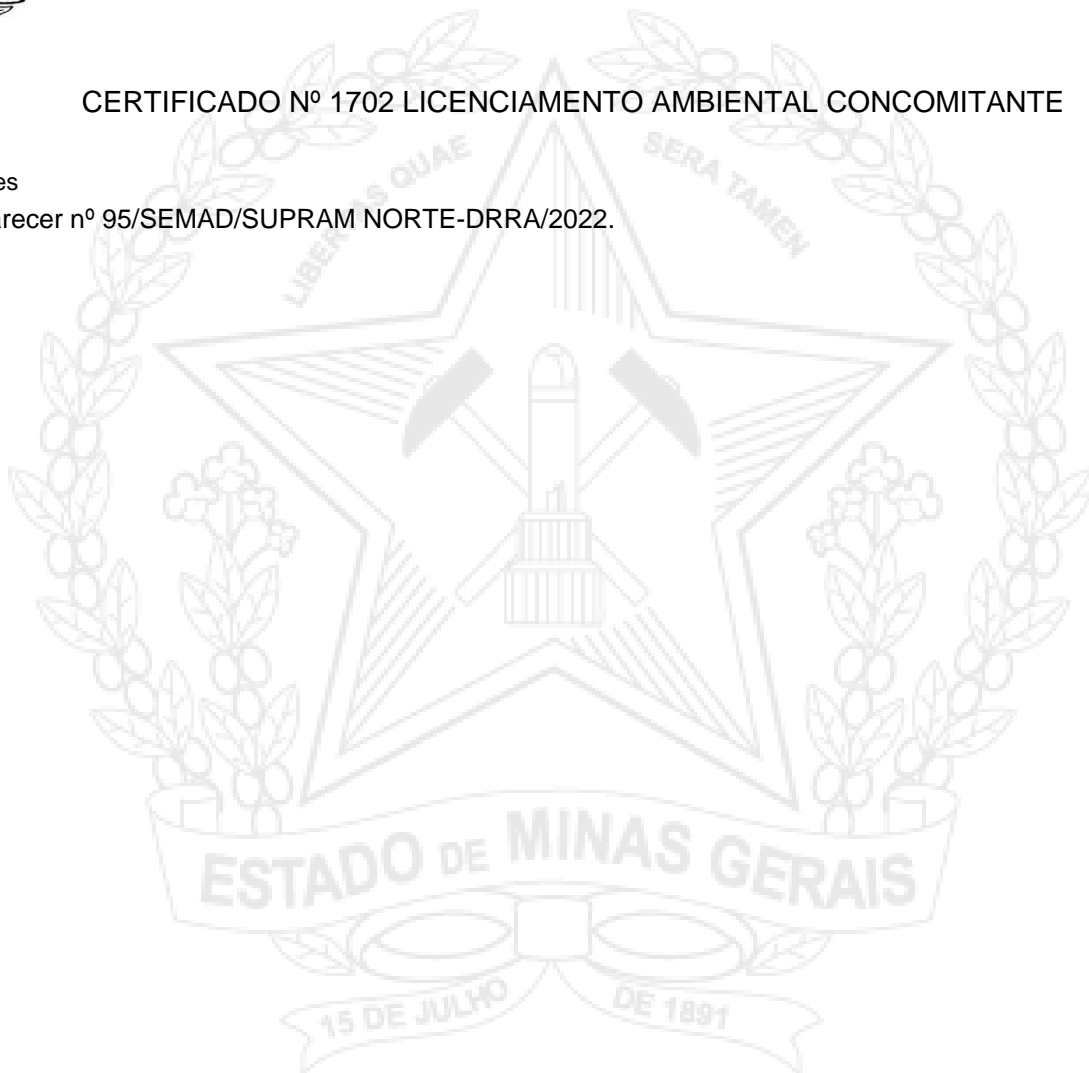 CERTIFICADO Nº 1702 LICENCIAMENTO AMBIENTAL CONCOMITANTE
es
recer nº 95/SEMAD/SUPRAM NORTE-DRRA/2022.
LIBERTAS QUAE SERA TAMEN
ESTADO DE MINAS GERAIS
15 DE JULHO DE 1891